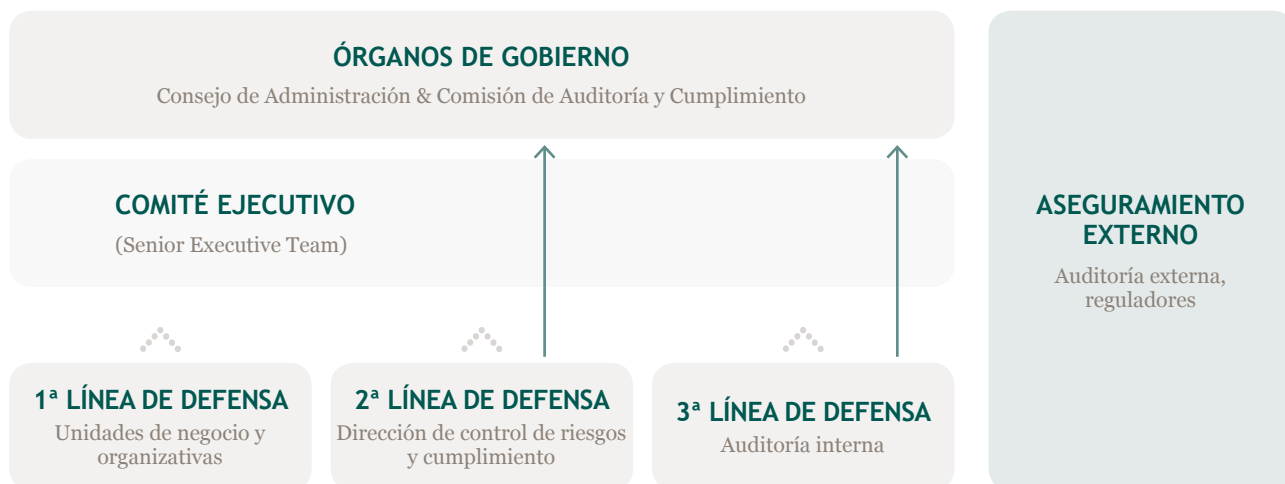 ÓRGANOS DE GOBIERNO
Consejo de Administración & Comisión de Auditoría y Cumplimiento
COMITÉ EJECUTIVO
(Senior Executive Team)
ASEGURAMIENTO
EXTERNO
Auditoría externa,
reguladores
1ª LÍNEA DE DEFENSA
Unidades de negocio y
organizativas
2ª LÍNEA DE DEFENSA
Dirección de control de riesgos
y cumplimiento
3ª LÍNEA DE DEFENSA
Auditoría interna